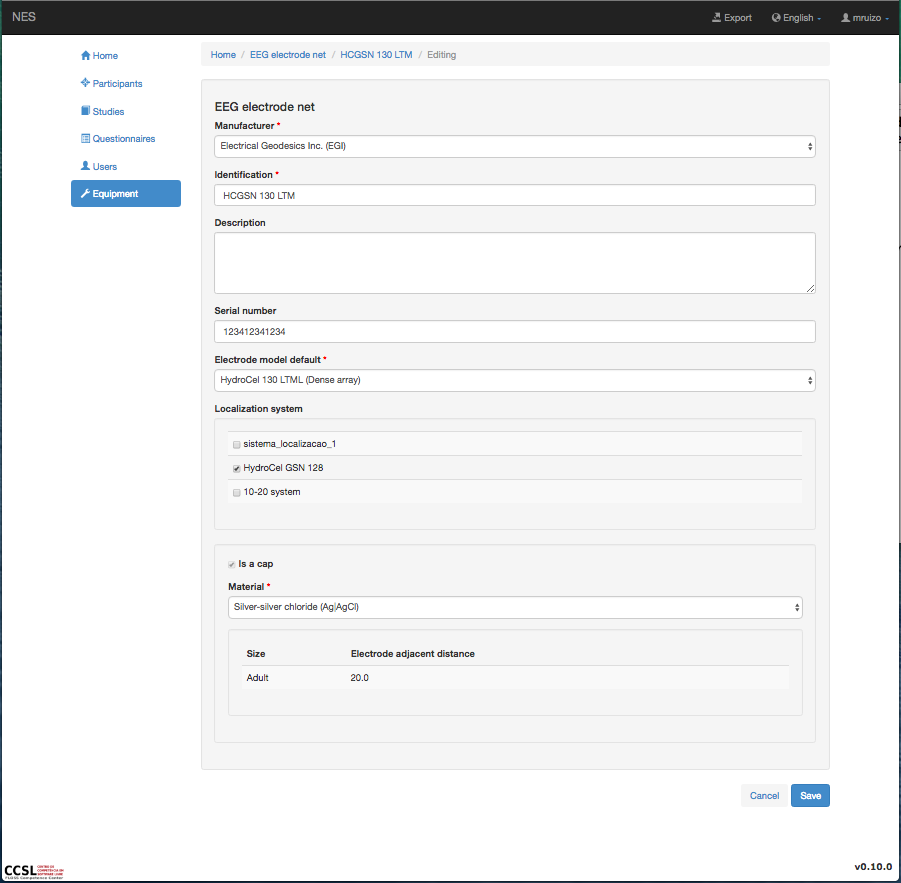 NES
Export English mruizo
Home
Participants
Studies
Questionnaires
Users
Equipment
Home / EEG electrode net / HCGSN 130 LTM / Editing
EEG electrode net
Manufacturer *
Electrical Geodesics Inc. (EGI)
Identification *
HCGSN 130 LTM
Description
Serial number
123412341234
Electrode model default *
HydroCel 130 LTML (Dense array)
Localization system
sistema_localizacao_1
HydroCel GSN 128
10-20 system
Is a cap
Material *
Silver-silver chloride (Ag|AgCl)
Size Electrode adjacent distance
Adult 20.0
Cancel Save
CCSL
v0.10.0